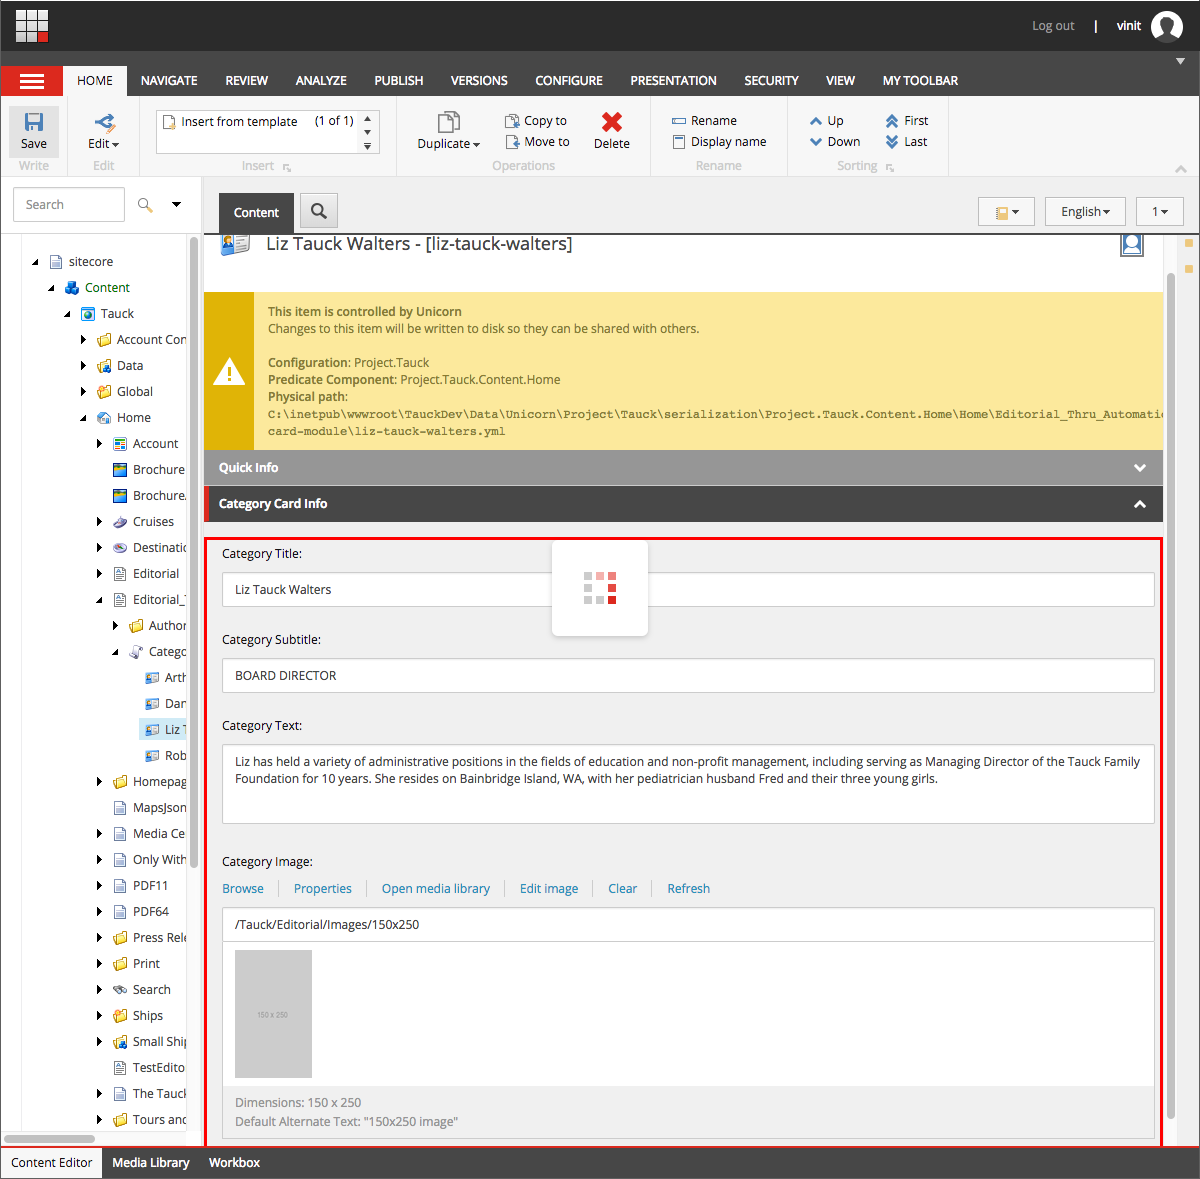 Log out | vinit
HOME NAVIGATE REVIEW ANALYZE PUBLISH VERSIONS CONFIGURE PRESENTATION SECURITY VIEW MY TOOLBAR
Save
Write
Edit
Edit
Insert from template (1 of 1)
Insert
Duplicate
Copy to
Move to
Delete
Operations
Rename
Display name
Rename
Up
Down
First
Last
Sorting
Search
Content
English
1
sitecore
Content
Tauck
Account Con
Data
Global
Home
Account
Brochure
Brochure
Cruises
Destinatic
Editorial
Editorial_
Author
Catego
Arth
Dan
Liz T
Rob
Homepag
MapsJson
Media Ce
Only With
PDF11
PDF64
Press Rele
Print
Search
Ships
Small Ship
TestEdito
The Tauck
Tours and
Liz Tauck Walters - [liz-tauck-walters]
This item is controlled by Unicorn
Changes to this item will be written to disk so they can be shared with others.
Configuration: Project.Tauck
Predicate Component: Project.Tauck.Content.Home
Physical path:
C:\inetpub\wwwroot\TauckDev\Data\Unicorn\Project\Tauck\serialization\Project.Tauck.Content.Home\Home\Editorial_Thru_Automatic
card-module\liz-tauck-walters.yml
Quick Info
Category Card Info
Category Title:
Liz Tauck Walters
Category Subtitle:
BOARD DIRECTOR
Category Text:
Liz has held a variety of administrative positions in the fields of education and non-profit management, including serving as Managing Director of the Tauck Family
Foundation for 10 years. She resides on Bainbridge Island, WA, with her pediatrician husband Fred and their three young girls.
Category Image:
Browse Properties Open media library Edit image Clear Refresh
/Tauck/Editorial/Images/150x250
150 x 250
Dimensions: 150 x 250
Default Alternate Text: "150x250 image"
Content Editor Media Library Workbox